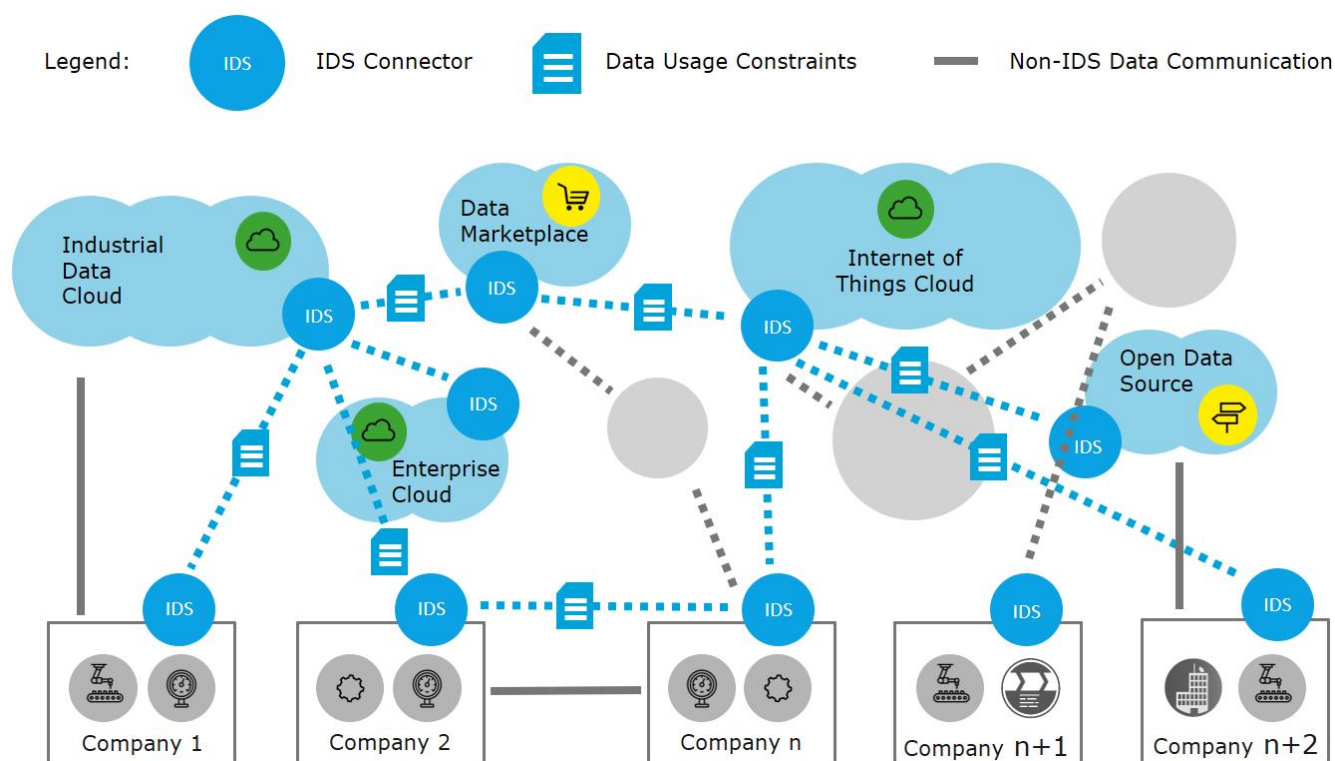 Legend:
IDS
IDS Connector
Data Usage Constraints
Non-IDS Data Communication
Industrial
Data
Cloud
Data
Marketplace
Internet of
Things Cloud
IDS
IDS
IDS
Open Data
Source
IDS
Enterprise
Cloud
IDS
IDS
IDS
IDS
IDS
IDS
Company 1
Company 2
Company n
Company n+1
Company n+2